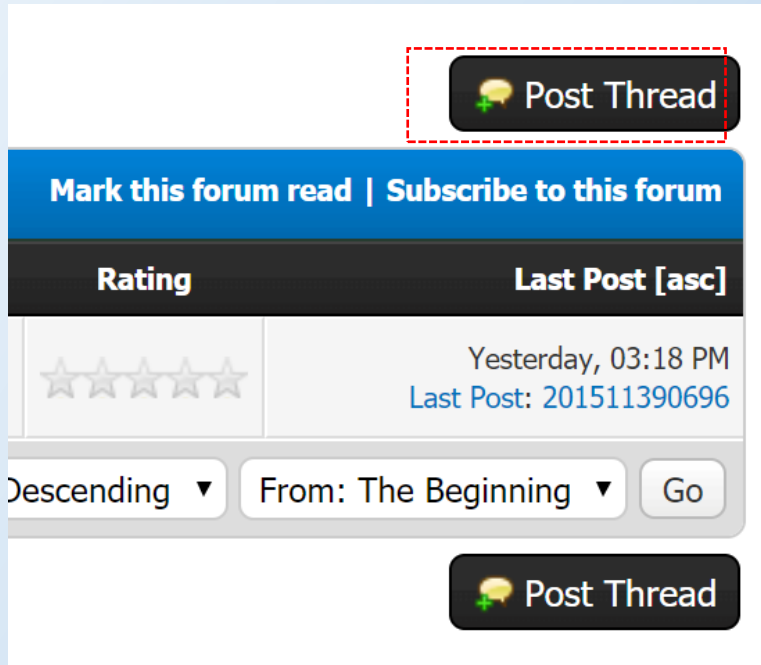 Post Thread
Mark this forum read | Subscribe to this forum
Rating Last Post [asc]
Yesterday, 03:18 PM
Last Post: 201511390696
Descending ▼ From: The Beginning ▼ Go
Post Thread